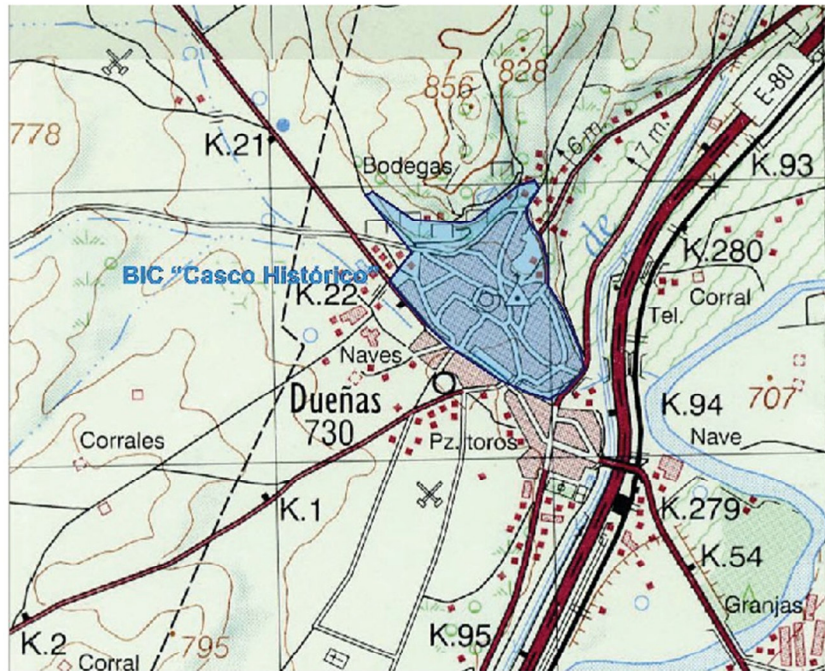 828
856
E-80
778
6 m.
7 m.
K.21
Bodegas
K.93
de
K.280
BIC "Casco Histórico"
Corral
K.22
Tel.
Naves
K.94
707
Dueñas
730
Pz. toros
Nave
Corrales
K.1
K.279
K.54
Granjas
K.2
795
K.95
Corral